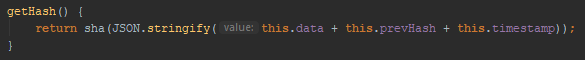 getHash() {
return sha(JSON.stringify( value: this.data + this.prevHash + this.timestamp));
}